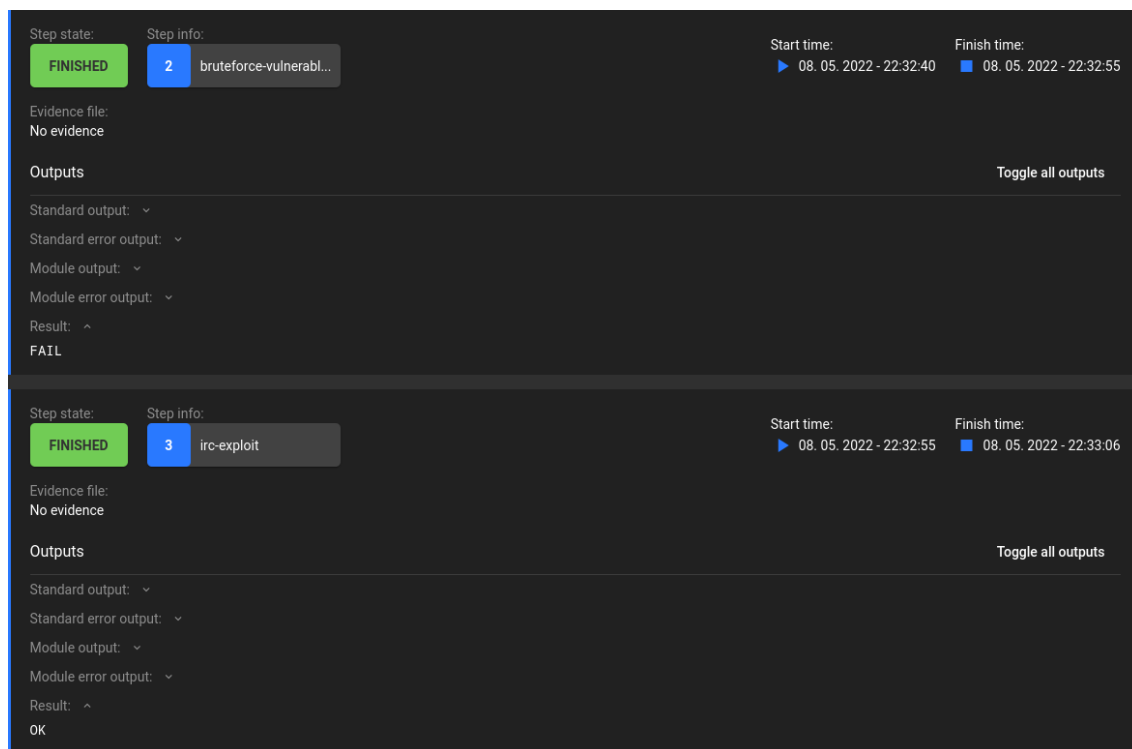 Step state: Step info:
FINISHED 2 bruteforce-vulnerabl...
Start time: Finish time:
08. 05. 2022 - 22:32:40 08. 05. 2022 - 22:32:55
Evidence file:
No evidence
Outputs Toggle all outputs
Standard output:
Standard error output:
Module output:
Module error output:
Result:
FAIL
Step state: Step info:
FINISHED 3 irc-exploit
Start time: Finish time:
08. 05. 2022 - 22:32:55 08. 05. 2022 - 22:33:06
Evidence file:
No evidence
Outputs Toggle all outputs
Standard output:
Standard error output:
Module output:
Module error output:
Result:
OK